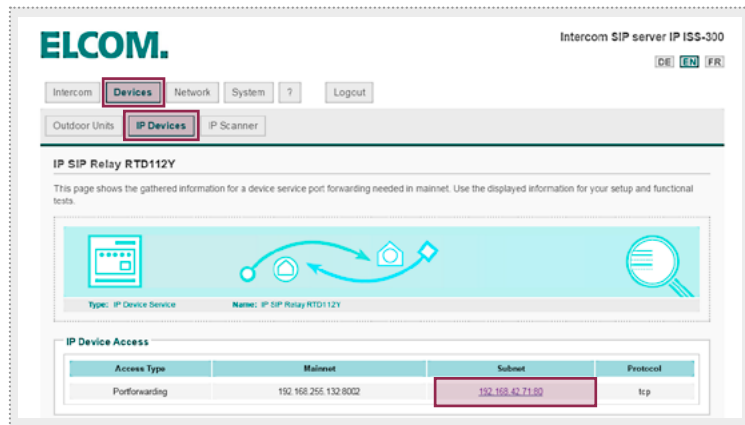 ELCOM.
Intercom SIP server IP ISS-300
DE EN FR
Intercom Devices Network System ? Logout
Outdoor Units IP Devices IP Scanner
IP SIP Relay RTD112Y
This page shows the gathered information for a device service port forwarding needed in mainnet. Use the displayed information for your setup and functional
tests.
Type: IP Device Service Name: IP SIP Relay RTD112Y
IP Device Access
Access Type Mainnet Subnet Protocol
Portforwarding 192.168.255.132:8002 192.168.42.71:80 tcp